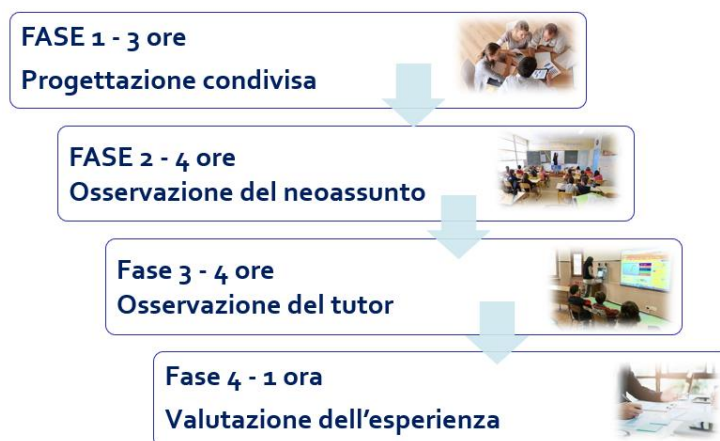 FASE 1 - 3 ore
Progettazione condivisa
FASE 2 - 4 ore
Osservazione del neoassunto
Fase 3 - 4 ore
Osservazione del tutor
Fase 4 - 1 ora
Valutazione dell’esperienza